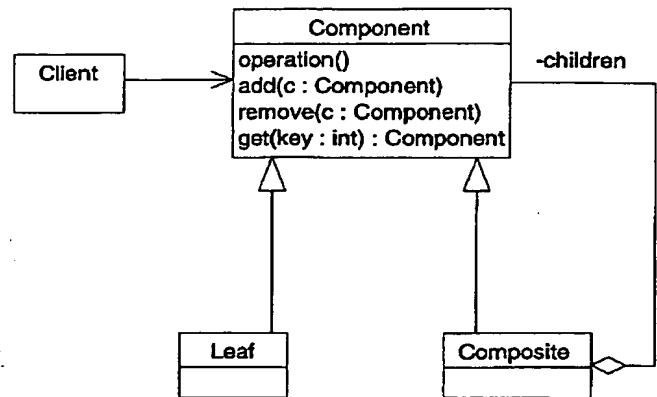 Component
operation()
add(c : Component)
remove(c : Component)
get(key : int) : Component
Client
-children
Leaf
Composite